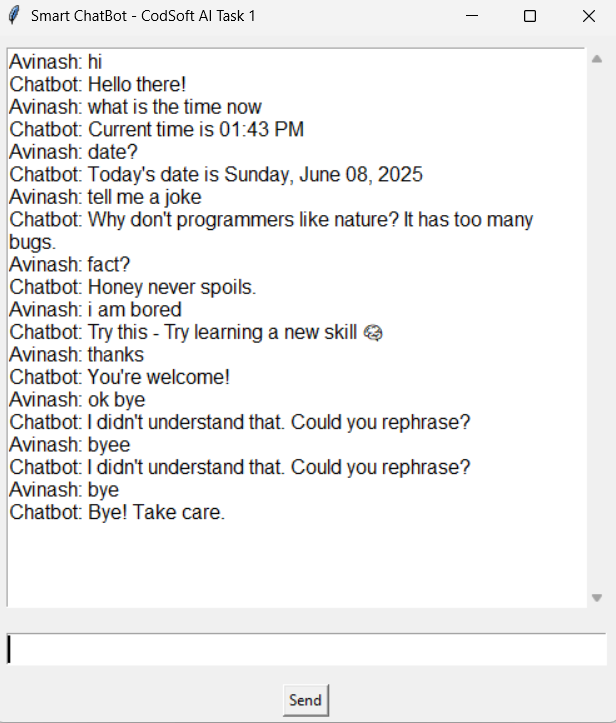 Smart ChatBot - CodSoft AI Task 1
Avinash: hi
Chatbot: Hello there!
Avinash: what is the time now
Chatbot: Current time is 01:43 PM
Avinash: date?
Chatbot: Today's date is Sunday, June 08, 2025
Avinash: tell me a joke
Chatbot: Why don't programmers like nature? It has too many
bugs.
Avinash: fact?
Chatbot: Honey never spoils.
Avinash: i am bored
Chatbot: Try this - Try learning a new skill 🧠
Avinash: thanks
Chatbot: You're welcome!
Avinash: ok bye
Chatbot: I didn't understand that. Could you rephrase?
Avinash: byee
Chatbot: I didn't understand that. Could you rephrase?
Avinash: bye
Chatbot: Bye! Take care.
Send